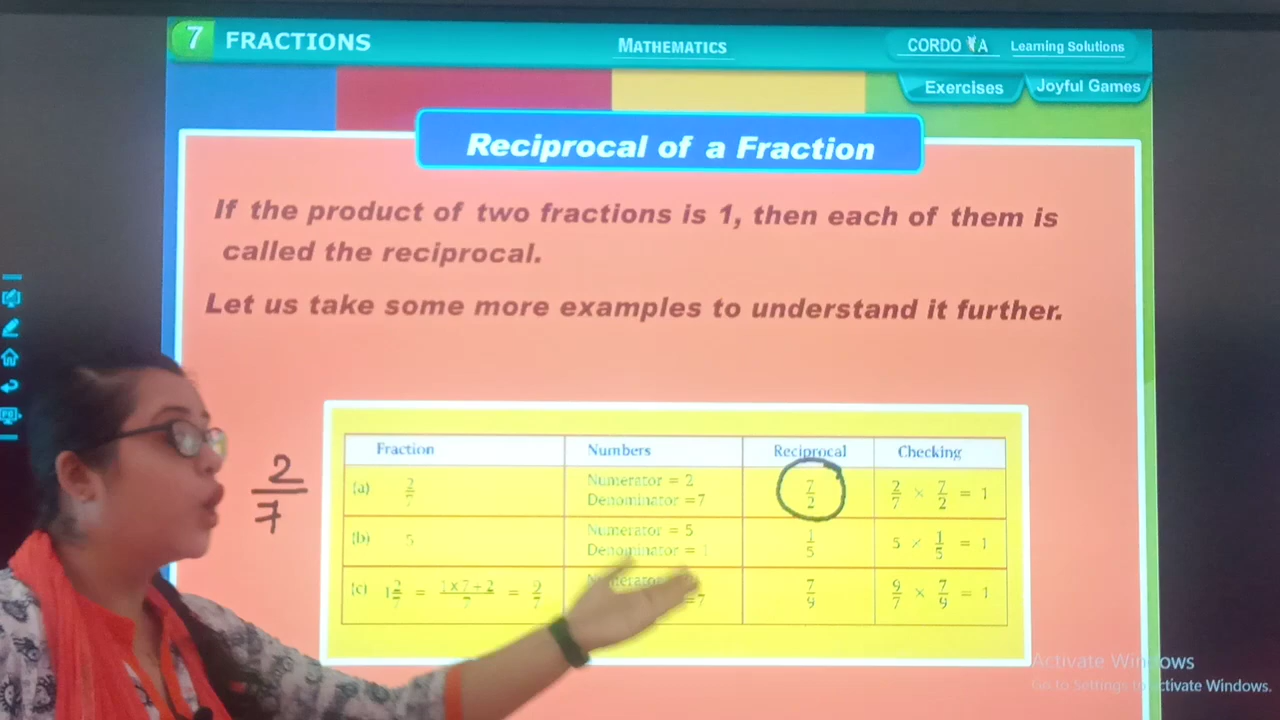 7 FRACTIONS
MATHEMATICS
CORDOVA Learning Solutions
Exercises
Joyful Games
Reciprocal of a Fraction
If the product of two fractions is 1, then each of them is
called the reciprocal.
Let us take some more examples to understand it further.
2/7
Fraction Numbers Reciprocal Checking
(a) 2/7 Numerator = 2 Denominator =7 7/2 2/7 × 7/2 = 1
(b) 5 Numerator = 5 Denominator = 1 1/5 5 × 1/5 = 1
(c) 1 2/7 = 1×7+2/7 = 9/7 =7 7/9 9/7 × 7/9 = 1
Activate Windows
Go to Settings to activate Windows.